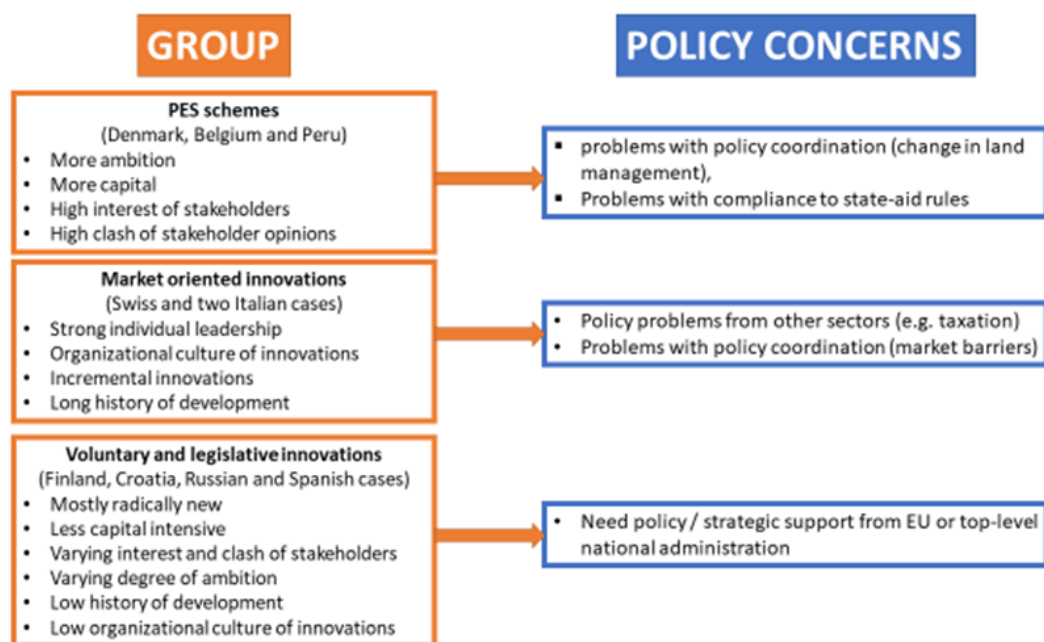 GROUP
POLICY CONCERNS
PES schemes
(Denmark, Belgium and Peru)
• More ambition
• More capital
• High interest of stakeholders
• High clash of stakeholder opinions
▪ problems with policy coordination (change in land
management),
▪ Problems with compliance to state-aid rules
Market oriented innovations
(Swiss and two Italian cases)
• Strong individual leadership
• Organizational culture of innovations
• Incremental innovations
• Long history of development
• Policy problems from other sectors (e.g. taxation)
• Problems with policy coordination (market barriers)
Voluntary and legislative innovations
(Finland, Croatia, Russian and Spanish cases)
• Mostly radically new
• Less capital intensive
• Varying interest and clash of stakeholders
• Varying degree of ambition
• Low history of development
• Low organizational culture of innovations
• Need policy / strategic support from EU or top-level
national administration